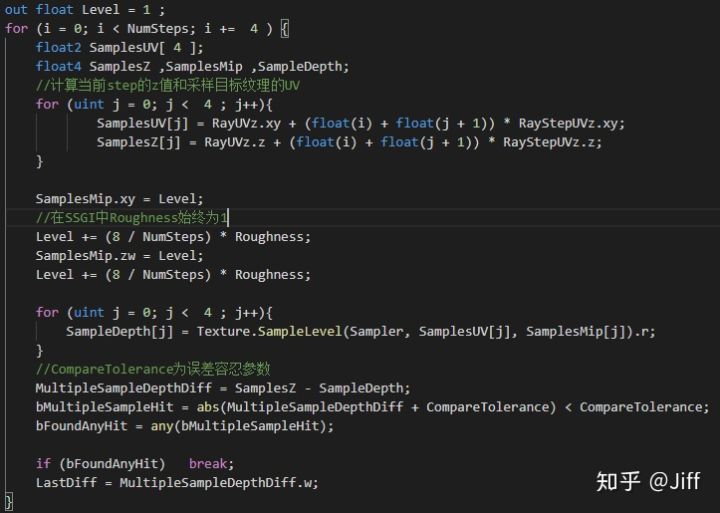 out float Level = 1 ;
for (i = 0; i < NumSteps; i +=  4 ) {
    float2 SamplesUV[ 4 ];
    float4 SamplesZ ,SamplesMip ,SampleDepth;
    //计算当前step的z值和采样目标纹理的UV
    for (uint j = 0; j <  4 ; j++){
            SamplesUV[j] = RayUVz.xy + (float(i) + float(j + 1)) * RayStepUVz.xy;
            SamplesZ[j] = RayUVz.z + (float(i) + float(j + 1)) * RayStepUVz.z;
    }

    SamplesMip.xy = Level;
    //在SSGI中Roughness始终为1
    Level += (8 / NumSteps) * Roughness;
    SamplesMip.zw = Level;
    Level += (8 / NumSteps) * Roughness;

    for (uint j = 0; j <  4 ; j++){
        SampleDepth[j] = Texture.SampleLevel(Sampler, SamplesUV[j], SamplesMip[j]).r;
    }
    //CompareTolerance为误差容忍参数
    MultipleSampleDepthDiff = SamplesZ - SampleDepth;
    bMultipleSampleHit = abs(MultipleSampleDepthDiff + CompareTolerance) < CompareTolerance;
    bFoundAnyHit = any(bMultipleSampleHit);

    if (bFoundAnyHit)   break;
    LastDiff = MultipleSampleDepthDiff.w;
}
知乎 @Jiff